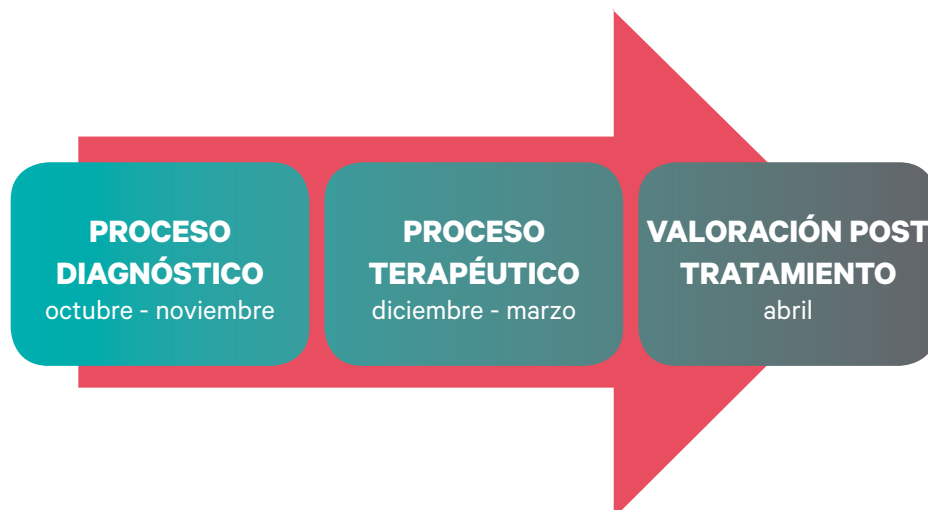 PROCESO
DIAGNÓSTICO
octubre - noviembre
PROCESO
TERAPÉUTICO
diciembre - marzo
VALORACIÓN POST
TRATAMIENTO
abril